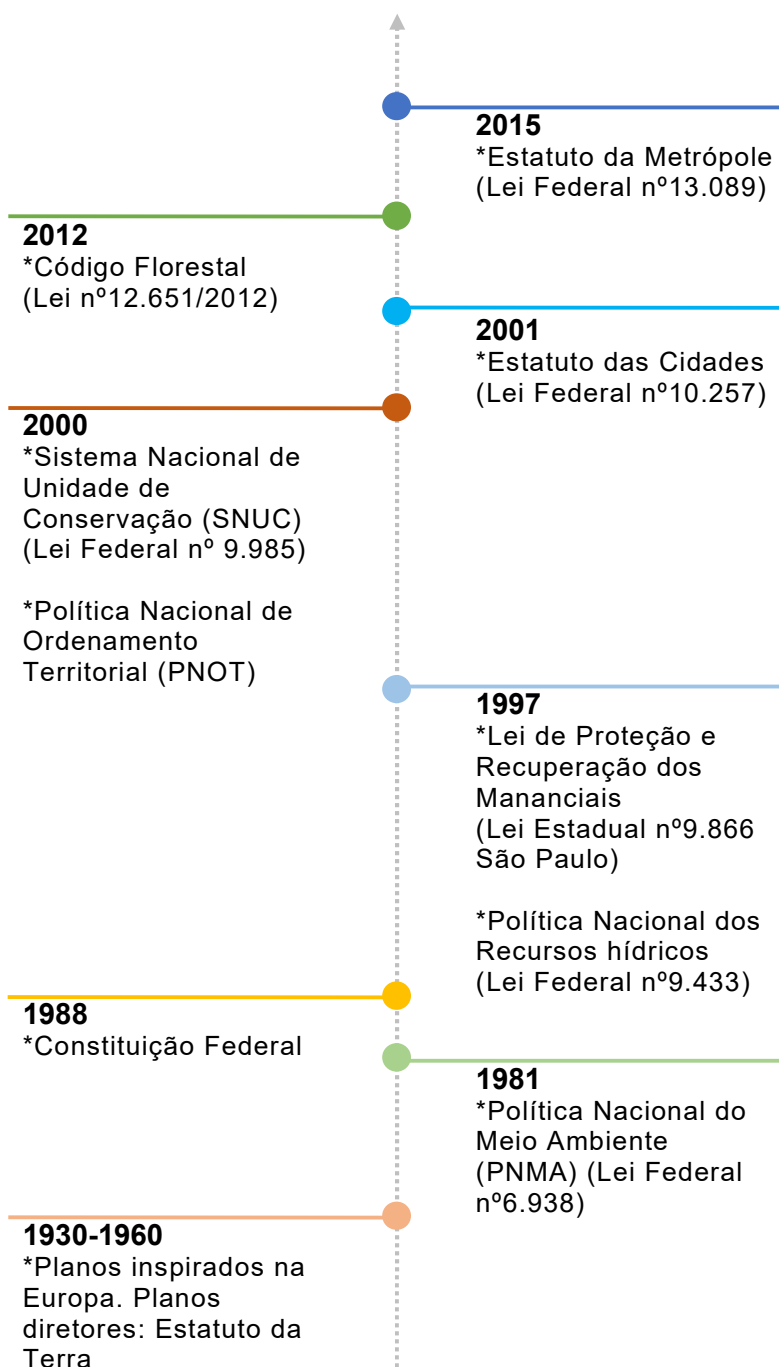 2015
*Estatuto da Metrópole
(Lei Federal nº13.089)
2012
*Código Florestal
(Lei nº12.651/2012)
2001
*Estatuto das Cidades
(Lei Federal nº10.257)
2000
*Sistema Nacional de
Unidade de
Conservação (SNUC)
(Lei Federal nº 9.985)
*Política Nacional de
Ordenamento
Territorial (PNOT)
1997
*Lei de Proteção e
Recuperação dos
Mananciais
(Lei Estadual nº9.866
São Paulo)
*Política Nacional dos
Recursos hídricos
(Lei Federal nº9.433)
1988
*Constituição Federal
1981
*Política Nacional do
Meio Ambiente
(PNMA) (Lei Federal
nº6.938)
1930-1960
*Planos inspirados na
Europa. Planos
diretores: Estatuto da
Terra